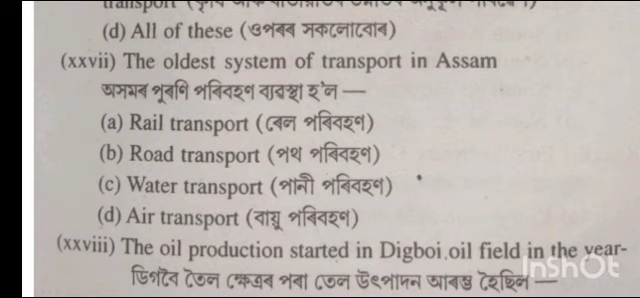 (d) All of these (ওপৰৰ সকলোবোৰ)
(xxvii) The oldest system of transport in Assam
অসমৰ পুৰণি পৰিবহণ ব্যৱস্থা হ'ল —
(a) Rail transport (ৰেল পৰিবহণ)
(b) Road transport (পথ পৰিবহণ)
(c) Water transport (পানী পৰিবহণ)
(d) Air transport (বায়ু পৰিবহণ)
(xxviii) The oil production started in Digboi oil field in the year-
ডিগবৈ তৈল ক্ষেত্ৰৰ পৰা তেল উৎপাদন আৰম্ভ হৈছিল —
InShOt